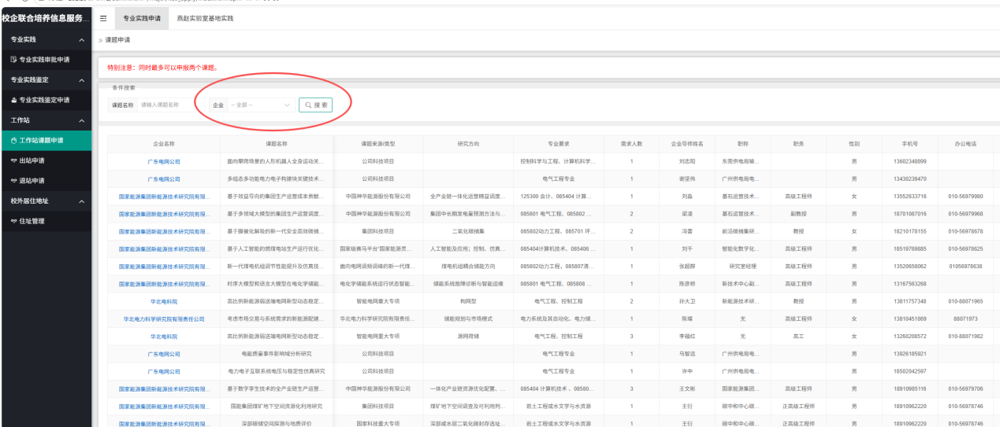 校企联合培养信息服务...
专业实践申请 燕赵实验室基地实践
专业实践
» 课题申请
专业实践审批申请
特别注意：同时最多可以申报两个课题。
专业实践鉴定
条件搜索
专业实践鉴定申请
课题名称 请输入课题名称 企业 -- 全部 -- 搜 索
工作站
工作站课题申请
出站申请
退站申请
校外居住地址
住址管理
企业名称 课题名称 课题来源/类型 研究方向 专业要求 需求人数 企业导师姓名 职称 职务 性别 手机号 办公电话
广东电网公司 面向攀爬场景的人形机器人全身运动关... 公司科技项目 控制科学与工程、计算机科学... 1 刘志阳 东莞供电局输... 男 13602348899
广东电网公司 多组态多功能电力电子构建块关键技术... 公司科技项目 电气工程专业 1 谢坚伟 广州供电局电... 男 13430239470
国家能源集团新能源技术研究院有限... 基于效益导向的集团生产运营成本贡献... 中国神华能源股份有限公司 全产业链一体化运营精益调度... 125300 会计、085404 计算... 1 刘淼 基石运营技术... 高级工程师 女 13552633716 010-56979980
国家能源集团新能源技术研究院有限... 基于多领域大模型的集团生产运营调度... 中国神华能源股份有限公司 集团中长期发电量预测方法与... 085801 电气工程、085802 ... 2 梁凌 基石运营技术... 副教授 男 18701087016 010-56979968
国家能源集团新能源技术研究院有限... 基于膜催化解吸的新一代安全高效碳捕... 集团科技项目 二氧化碳捕集 085802动力工程、085701 环... 2 冯蕾 前沿碳捕集研... 教授 女 18210178155 010-56978678
国家能源集团新能源技术研究院有限... 基于人工智能的燃煤电站生产运行优化... 国家级赛马平台"国家能源灵... 人工智能及应用；控制、仿真... 085404计算机技术、085406 ... 1 刘千 智能化数字化... 高级工程师 男 18519769885 010-56978625
国家能源集团新能源技术研究院有限... 新一代煤电机组调节性能提升及仿真技... 面向电网调频调峰的新一代煤... 煤电机组耦合储能方向 085802动力工程，085807清... 1 张超群 研究室经理 高级工程师 男 13520658062 01056978638
国家能源集团新能源技术研究院有限... 时序大模型和语言大模型在电化学储能... 电化学储能系统运行状态智能... 储能系统故障诊断与智能运维 085801 电气工程、085808 ... 1 陈彦桥 新技术中心副... 高级工程师 男 13167563268
华北电科院 高比例新能源弱送端电网新型动态稳定... 智能电网重大专项 构网型 电气工程、控制工程 2 孙大卫 新能源技术研... 教授 男 13811757348 010-88071965
华北电力科学研究院有限责任公司 考虑市场交易与系统需求的新能源配建... 华北电力科学研究院有限责任... 储能规划与市场模式 电力系统及其自动化、电力储... 1 陈璨 无 高级工程师 女 13810451869 88071973
华北电科院 高比例新能源弱送端电网新型动态稳定... 智能电网重大专项 源网荷储 电气工程、控制工程 3 李蕴红 无 高工 女 13260208572 010-88071982
广东电网公司 电能质量事件影响域分析研究 公司科技项目 电气工程专业 1 马智远 广州供电局电... 男 13926185921
广东电网公司 电力电子互联系统电压与稳定性仿真研究 公司科技项目 电气工程专业 1 许中 广州供电局电... 男 18502042597
国家能源集团新能源技术研究院有限... 基于数字孪生技术的全产业链生产运营... 中国神华能源股份有限公司 一体化产业链资源优化配置、... 085404 计算机技术 、08580... 3 王文彬 国家能源集团... 高级工程师 男 18910985116 010-56979706
国家能源集团新能源技术研究院有限... 国能集团煤矿地下空间资源化利用研究 集团科技项目 煤矿地下空间调查及可利用判... 岩土工程或水文学与水资源 1 王衍 碳中和中心碳... 正高级工程师 男 18910962220 010-56978746
国家能源集团新能源技术研究院有限... 深部碳储空间探测与地质评价 国家科技重大专项 深部咸水层二氧化碳封存选址... 岩土工程或水文学与水资源 1 王衍 碳中和中心碳... 正高级工程师 男 18910962220 010-56978746